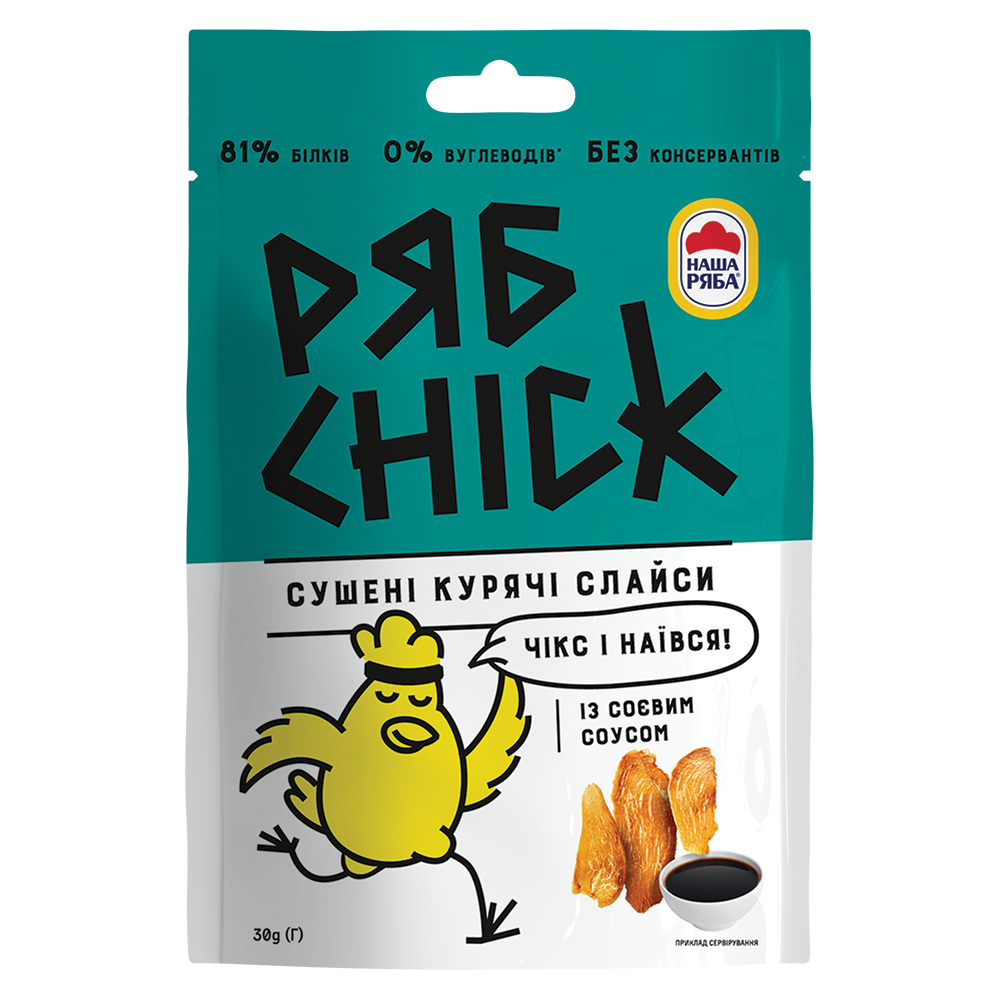 81% БІЛКІВ 0% ВУГЛЕВОДІВ* БЕЗ КОНСЕРВАНТІВ
НАША
РЯБА®
РЯБ
CHICK
СУШЕНІ КУРЯЧІ СЛАЙСИ
ЧІКС І НАЇВСЯ!
ІЗ СОЄВИМ
СОУСОМ
30g (Г)
ПРИКЛАД СЕРВІРУВАННЯ